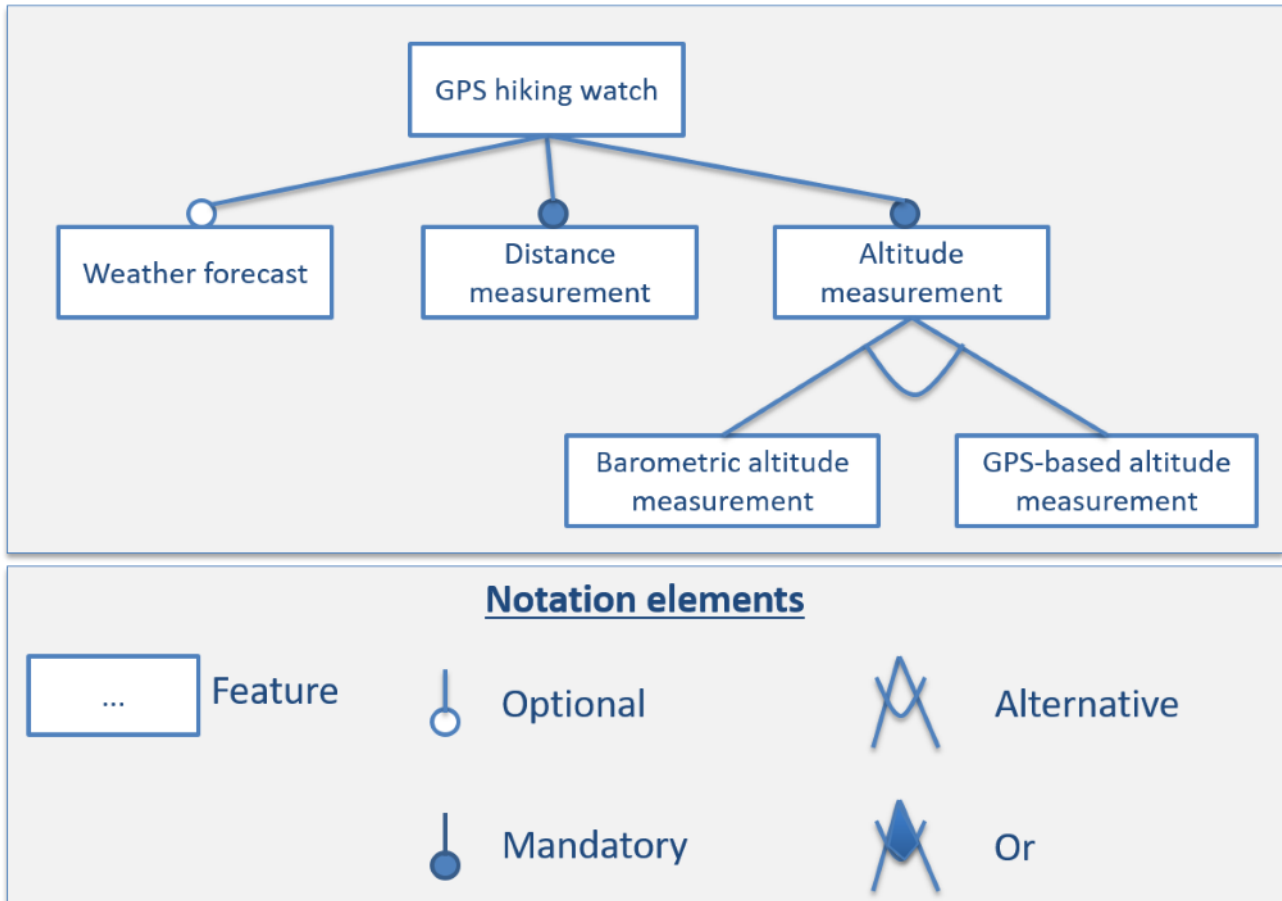 GPS hiking watch
Weather forecast
Distance
measurement
Altitude
measurement
Barometric altitude
measurement
GPS-based altitude
measurement
Notation elements
...
Feature
Optional
Alternative
Mandatory
Or